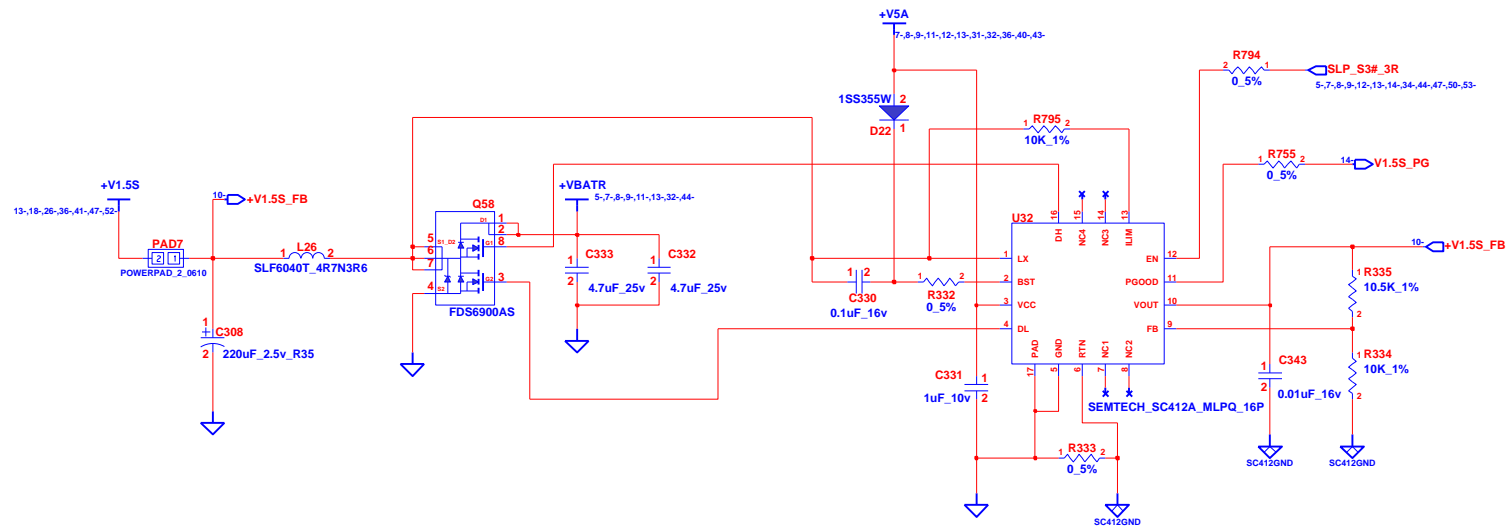 +V5A
7-,8-,9-,11-,12-,13-,31-,32-,36-,40-,43-
R794
2
1
0_5%
SLP_S3#_3R
5-,7-,8-,9-,12-,13-,14-,34-,44-,47-,50-,53-
1SS355W
2
D22
1
R795
1
2
10K_1%
R755
1
2
0_5%
14-
V1.5S_PG
+V1.5S
13-,18-,26-,36-,41-,47-,52-
10-
+V1.5S_FB
+VBATR
5-,7-,8-,9-,11-,13-,32-,44-
Q58
D1
1
2
5
S1_D2
G1
8
6
7
G2
3
4
S2
FDS6900AS
PAD7
2
1
POWERPAD_2_0610
L26
1
2
SLF6040T_4R7N3R6
1
C333
2
4.7uF_25v
1
C332
2
4.7uF_25v
1
+
C308
2
220uF_2.5v_R35
1
2
C330
0.1uF_16v
1
2
R332
0_5%
U32
16
15
14
13
DH
NC4
NC3
ILIM
1
LX
EN
12
2
BST
PGOOD
11
3
VCC
VOUT
10
4
DL
FB
9
PAD
GND
RTN
NC1
NC2
17
5
6
7
8
SEMTECH_SC412A_MLPQ_16P
10-
+V1.5S_FB
1
R335
10.5K_1%
2
1
R334
10K_1%
2
C331
1
1uF_10v
2
C343
1
2
0.01uF_16v
R333
1
2
0_5%
SC412GND
SC412GND
SC412GND